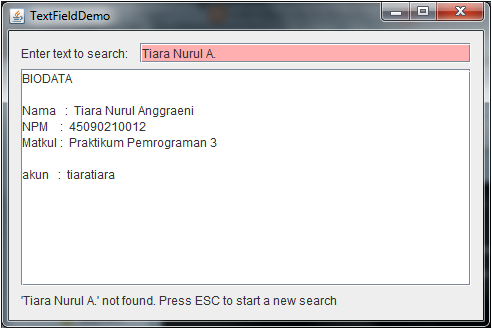 TextFieldDemo
Enter text to search: Tiara Nurul A.
BIODATA
Nama : Tiara Nurul Anggraeni
NPM : 45090210012
Matkul : Praktikum Pemrograman 3
akun : tiaratiara
'Tiara Nurul A.' not found. Press ESC to start a new search